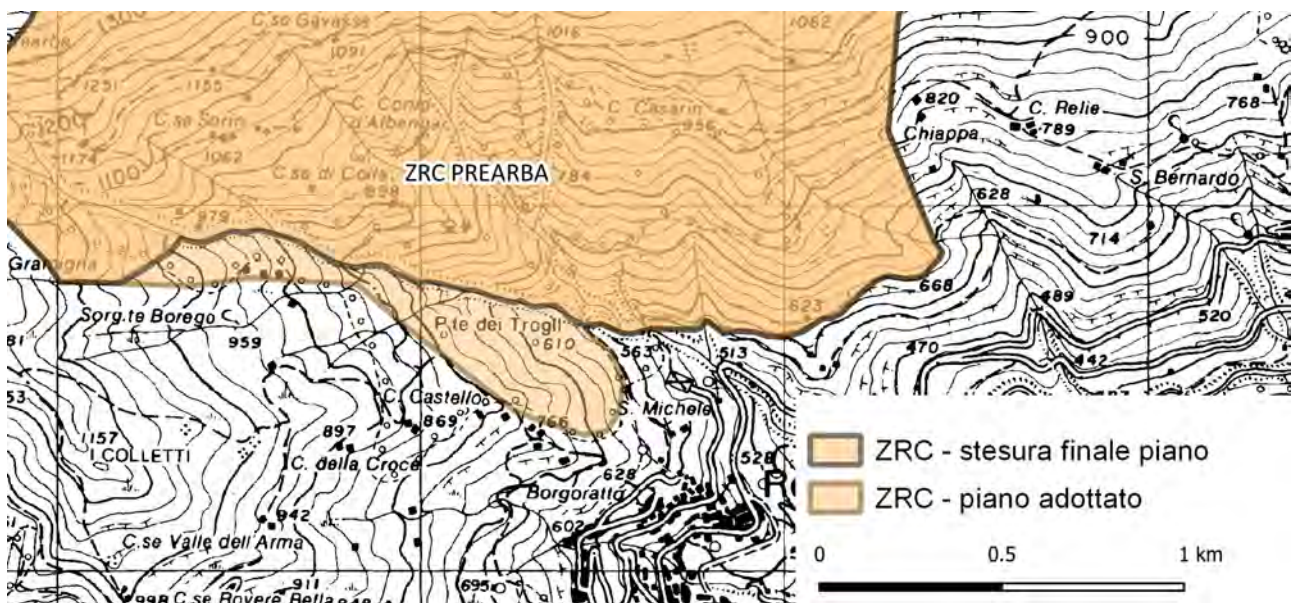 C.se Gavasse
1016
1062
1091
1251
1155
900
820
C. Relie
768
C. Casarin
956
C.se Sorin
1200
Chiappa
789
1174
1062
1100
ZRC PREARBA
784
C.se di Colla
898
S. Bernardo
628
979
714
668
489
623
Sorg.te Borego
P.te dei Trogli
610
520
959
563
513
470
442
C. Castello
869
766
S. Michele
1157
I COLLETTI
897
C. della Croce
628
528
R
ZRC - stesura finale piano
Borgoratto
ZRC - piano adottato
942
602
C.se Valle dell'Arma
0
0.5
1 km
911
695
998
C.se Rovere Bella